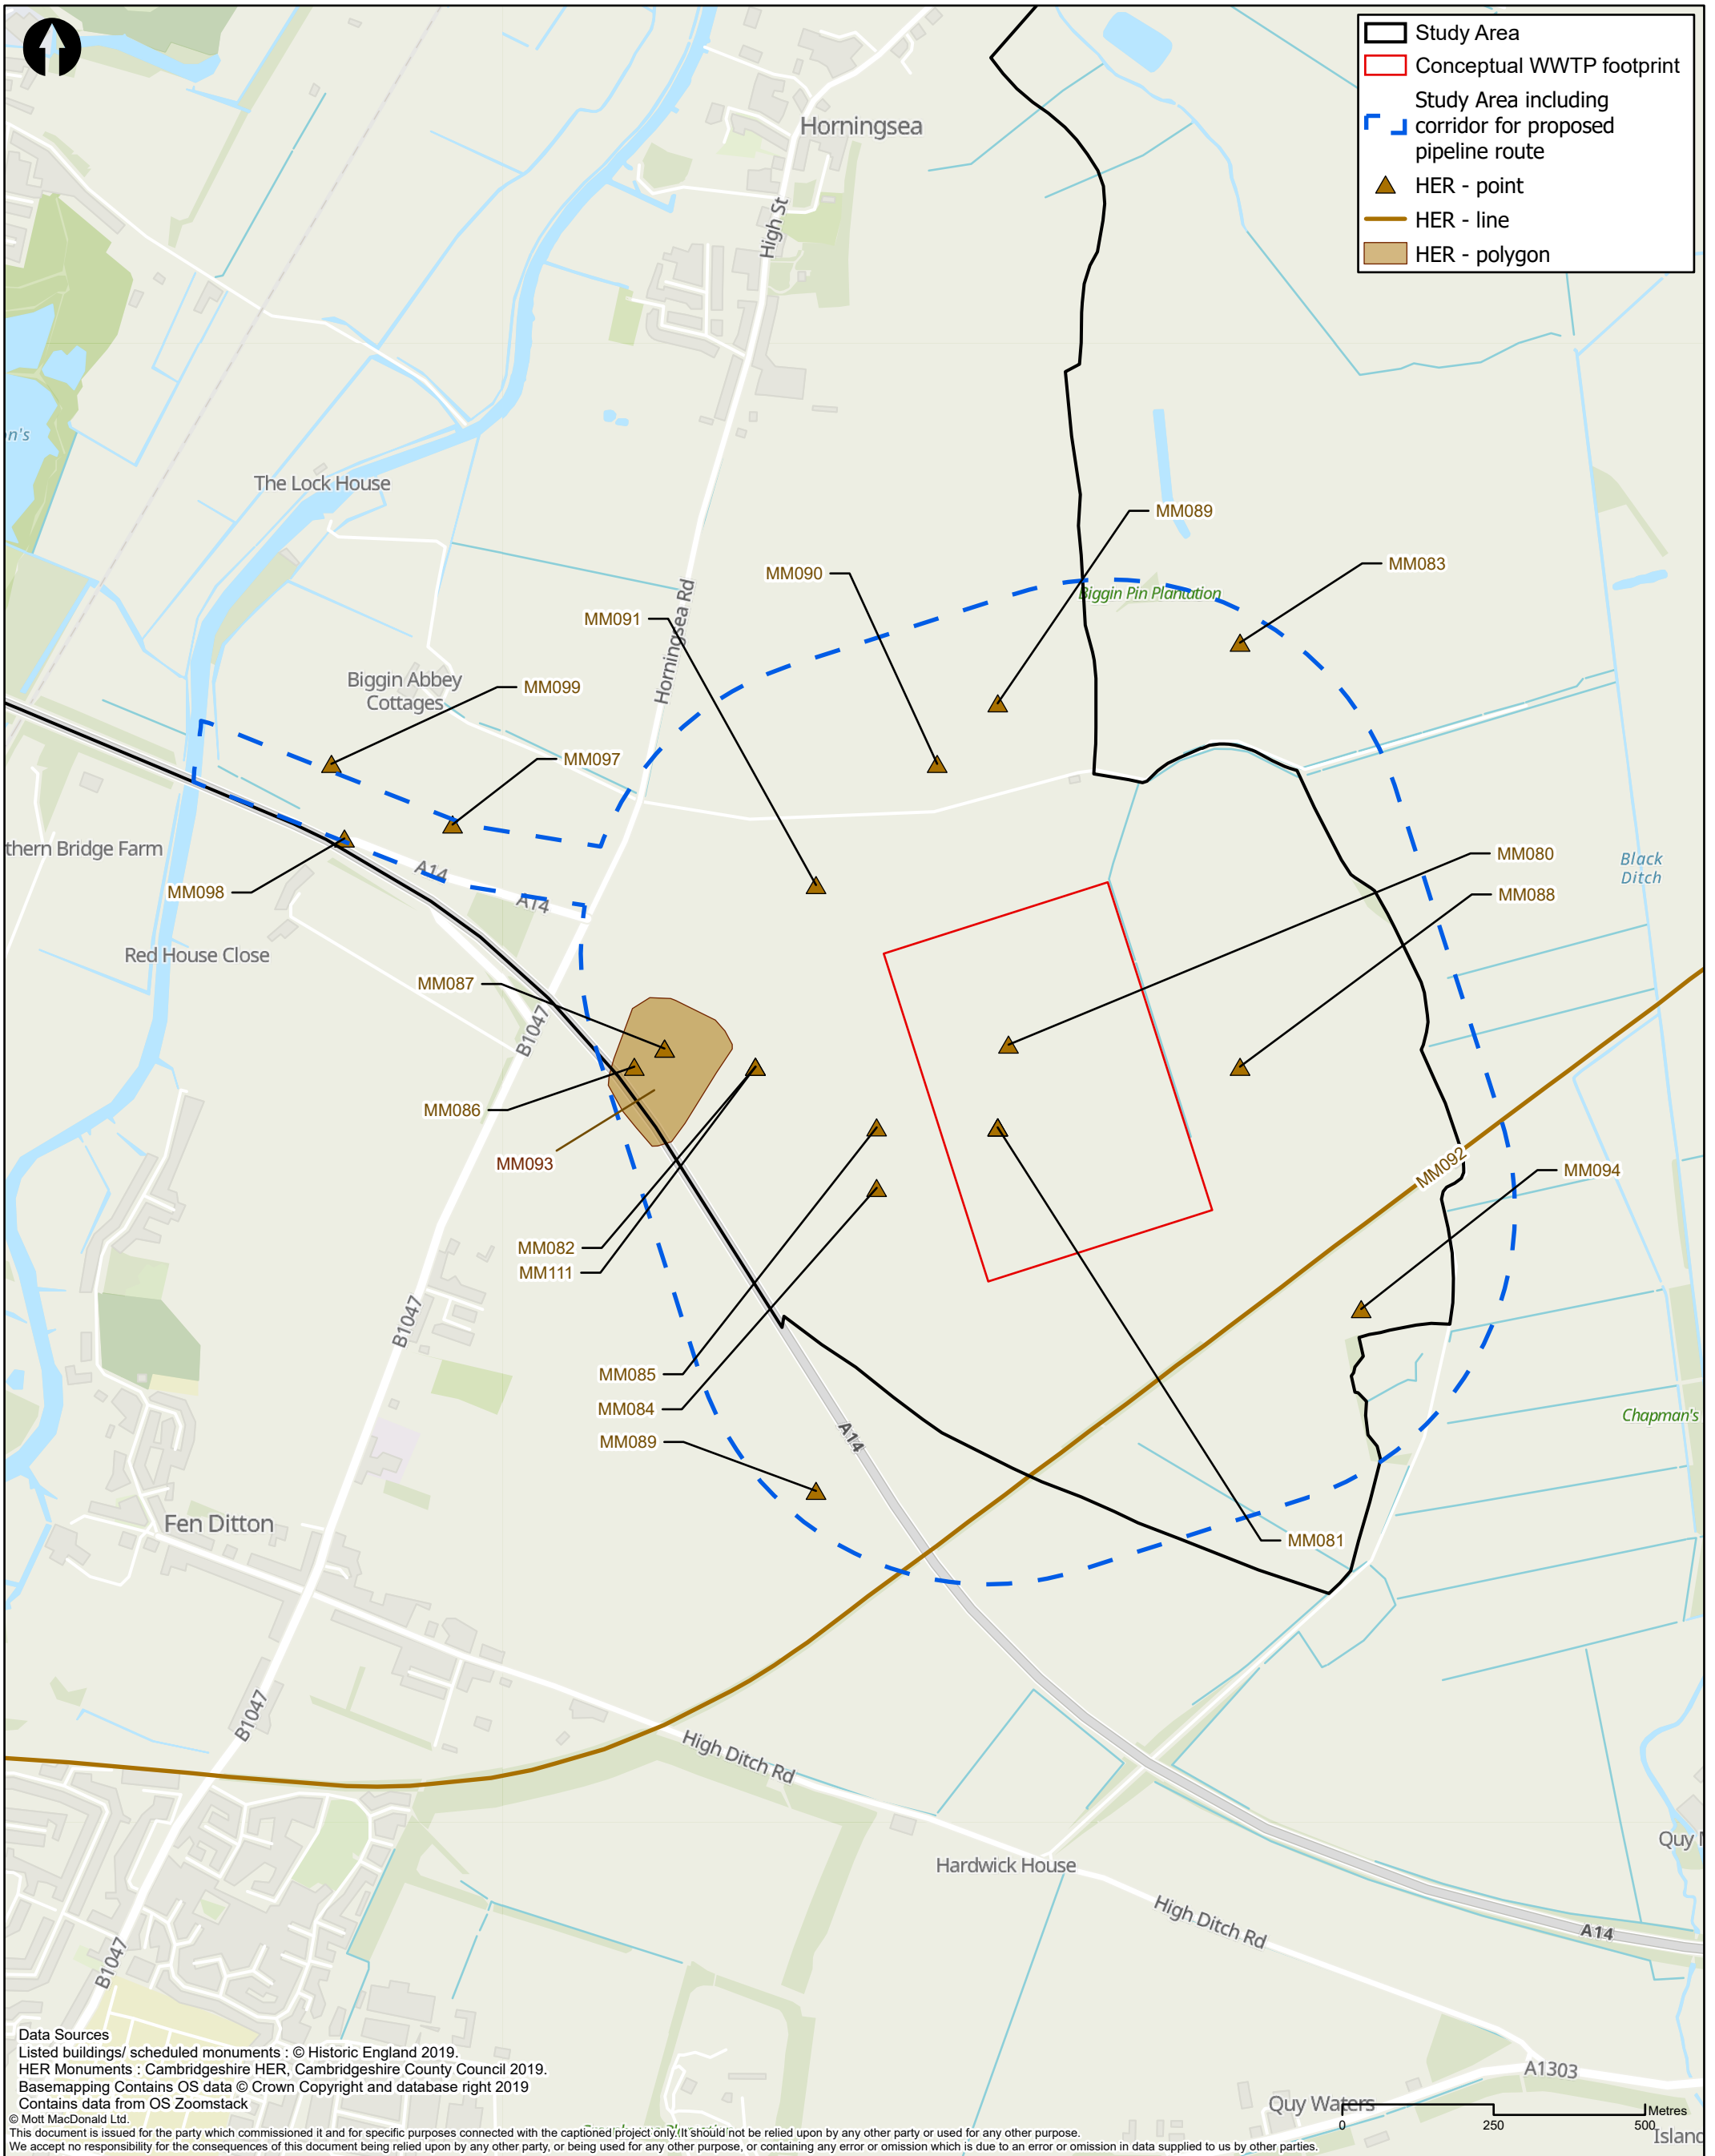 Study Area
Conceptual WWTP footprint
Study Area including
corridor for proposed
pipeline route
HER - point
HER - line
HER - polygon
Horningsea
High St
n's
The Lock House
MM089
MM083
MM090
MM091
Horningsea Rd
Biggin Pin Plantation
Biggin Abbey
Cottages
MM099
MM097
thern Bridge Farm
MM098
A14
A14
MM080
Black
Ditch
MM088
Red House Close
MM087
B1047
MM086
MM093
MM092
MM094
MM082
MM111
B1047
MM085
MM084
MM089
A14
Chapman's
Fen Ditton
MM081
B1047
High Ditch Rd
Quy
Hardwick House
High Ditch Rd
A14
B1047
Data Sources
Listed buildings/ scheduled monuments : © Historic England 2019.
HER Monuments : Cambridgeshire HER, Cambridgeshire County Council 2019.
Basemapping Contains OS data © Crown Copyright and database right 2019
Contains data from OS Zoomstack
A1303
Quy Waters
Metres
0 250 500
Island
© Mott MacDonald Ltd.
This document is issued for the party which commissioned it and for specific purposes connected with the captioned project only. It should not be relied upon by any other party or used for any other purpose.
We accept no responsibility for the consequences of this document being relied upon by any other party, or being used for any other purpose, or containing any error or omission which is due to an error or omission in data supplied to us by other parties.